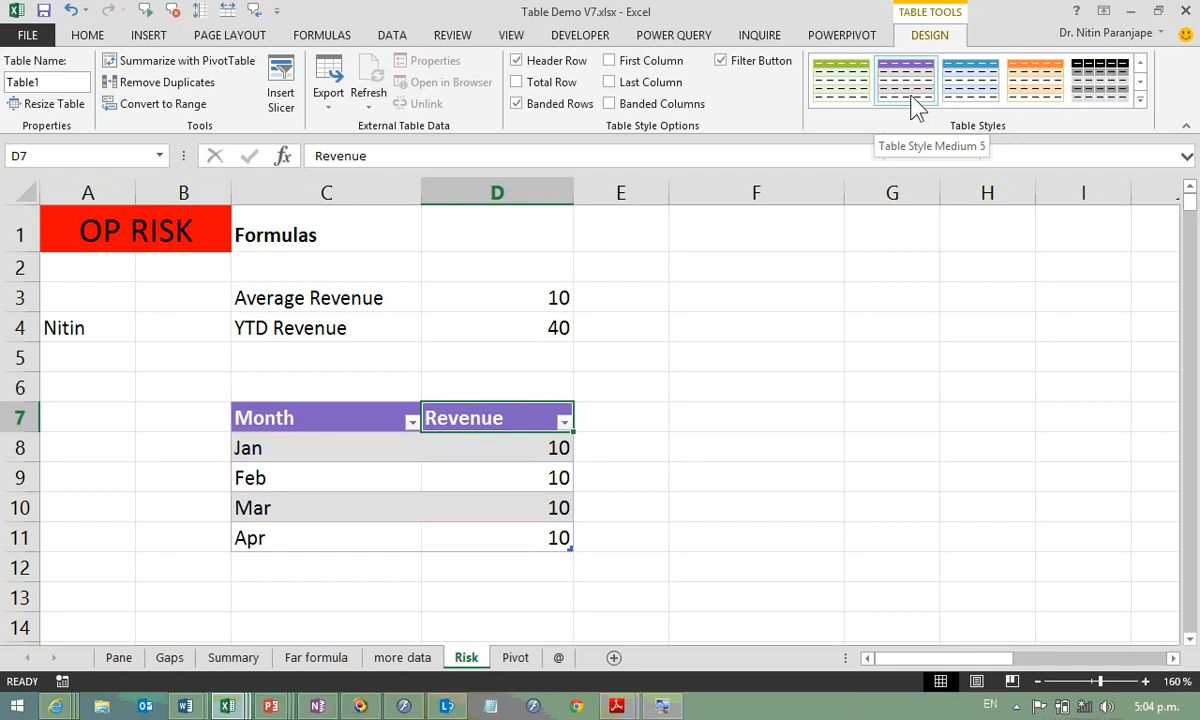 Table Demo V7.xlsx - Excel
TABLE TOOLS
FILE HOME INSERT PAGE LAYOUT FORMULAS DATA REVIEW VIEW DEVELOPER POWER QUERY INQUIRE POWERPIVOT DESIGN Dr. Nitin Paranjape
Table Name:
Table1
Resize Table
Properties
Summarize with PivotTable
Remove Duplicates
Convert to Range
Tools
Insert
Slicer
Export
Refresh
Properties
Open in Browser
Unlink
External Table Data
Header Row
Total Row
Banded Rows
First Column
Last Column
Banded Columns
Filter Button
Table Style Options
Table Styles
Table Style Medium 5
D7 fx Revenue
A B C D E F G H I
1 OP RISK Formulas
2
3 Average Revenue 10
4 Nitin YTD Revenue 40
5
6
7 Month Revenue
8 Jan 10
9 Feb 10
10 Mar 10
11 Apr 10
12
13
14
Pane Gaps Summary Far formula more data Risk Pivot @
READY 160 %
EN 5:04 p.m.